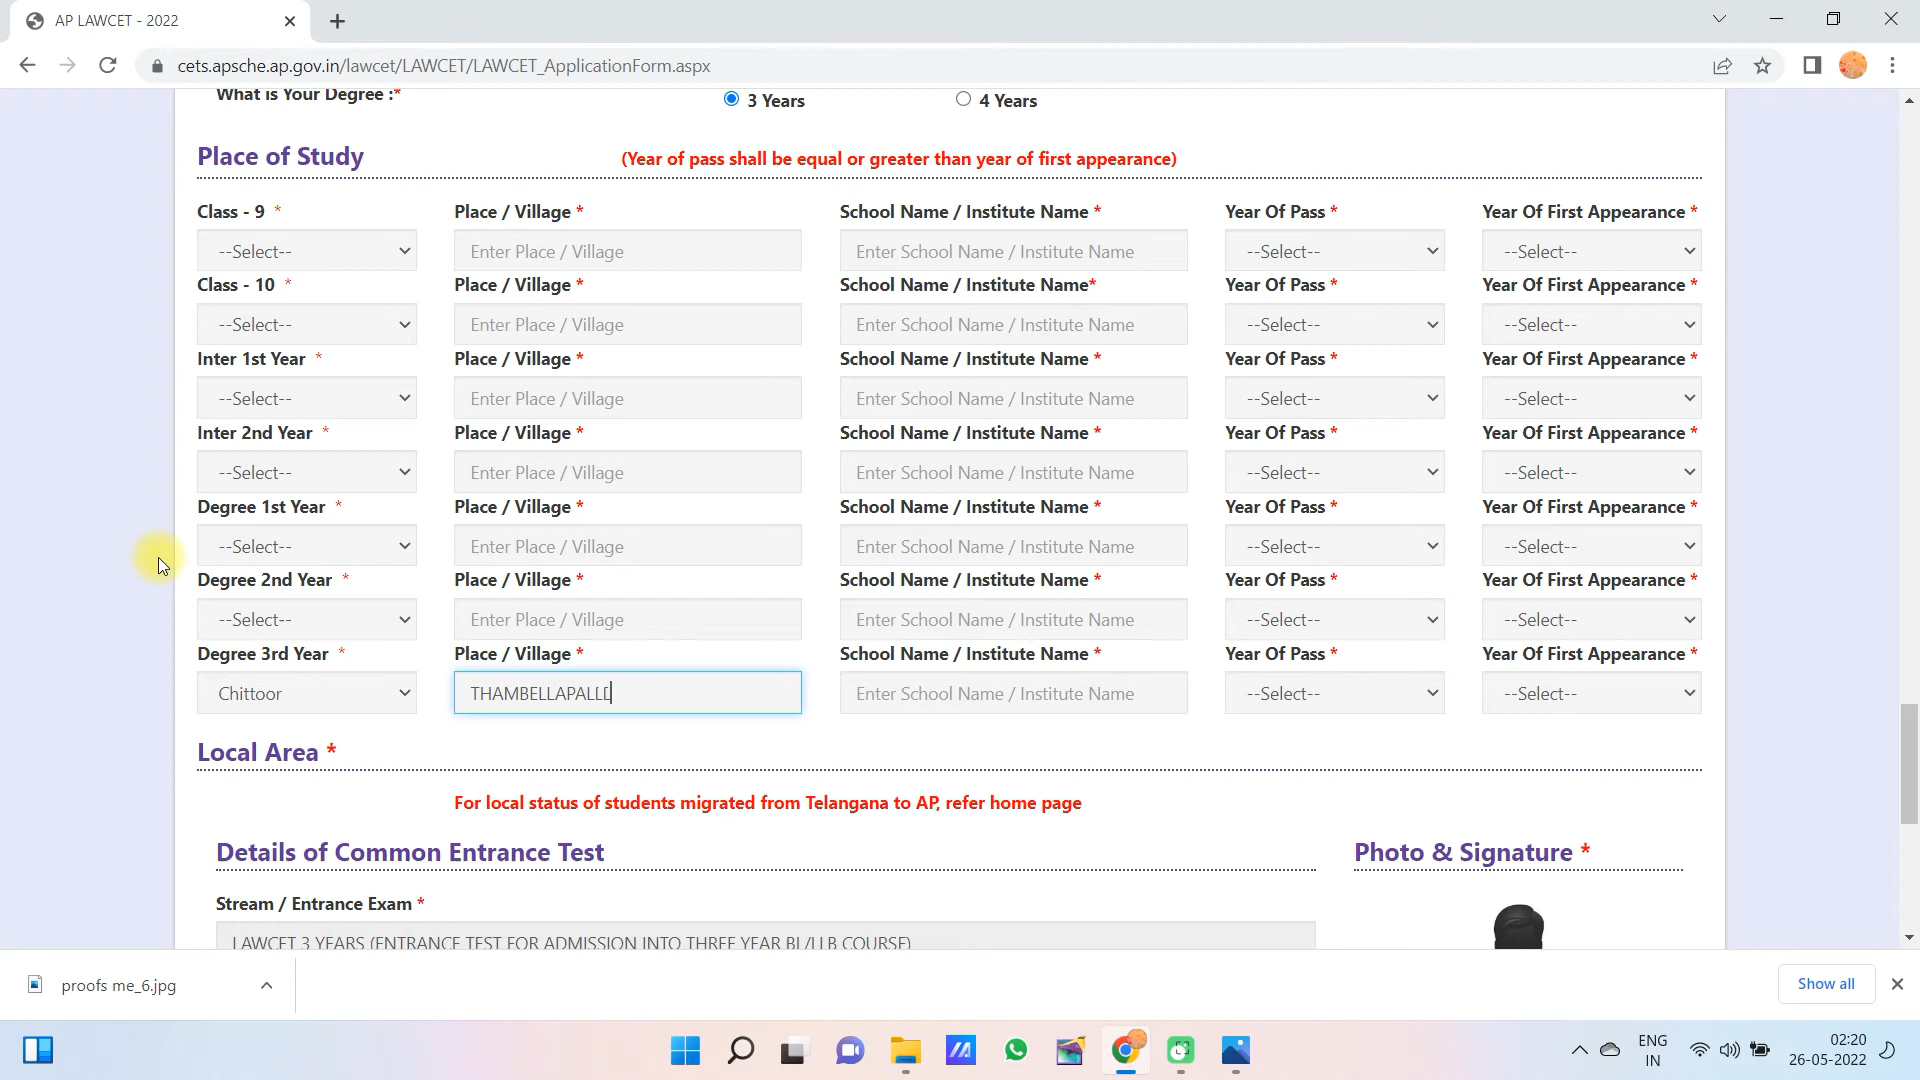 AP LAWCET - 2022
cets.apsche.ap.gov.in/lawcet/LAWCET/LAWCET_ApplicationForm.aspx
What is Your Degree :* 3 Years 4 Years
Place of Study (Year of pass shall be equal or greater than year of first appearance)
Class - 9 * Place / Village * School Name / Institute Name * Year Of Pass * Year Of First Appearance *
--Select-- Enter Place / Village Enter School Name / Institute Name --Select-- --Select--
Class - 10 * Place / Village * School Name / Institute Name* Year Of Pass * Year Of First Appearance *
--Select-- Enter Place / Village Enter School Name / Institute Name --Select-- --Select--
Inter 1st Year * Place / Village * School Name / Institute Name * Year Of Pass * Year Of First Appearance *
--Select-- Enter Place / Village Enter School Name / Institute Name --Select-- --Select--
Inter 2nd Year * Place / Village * School Name / Institute Name * Year Of Pass * Year Of First Appearance *
--Select-- Enter Place / Village Enter School Name / Institute Name --Select-- --Select--
Degree 1st Year * Place / Village * School Name / Institute Name * Year Of Pass * Year Of First Appearance *
--Select-- Enter Place / Village Enter School Name / Institute Name --Select-- --Select--
Degree 2nd Year * Place / Village * School Name / Institute Name * Year Of Pass * Year Of First Appearance *
--Select-- Enter Place / Village Enter School Name / Institute Name --Select-- --Select--
Degree 3rd Year * Place / Village * School Name / Institute Name * Year Of Pass * Year Of First Appearance *
Chittoor THAMBELLAPALLE Enter School Name / Institute Name --Select-- --Select--
Local Area *
For local status of students migrated from Telangana to AP, refer home page
Details of Common Entrance Test Photo & Signature *
Stream / Entrance Exam *
LAWCET 3 YEARS (ENTRANCE TEST FOR ADMISSION INTO THREE YEAR BL/LLB COURSE)
proofs me_6.jpg Show all
ENG 02:20
IN 26-05-2022